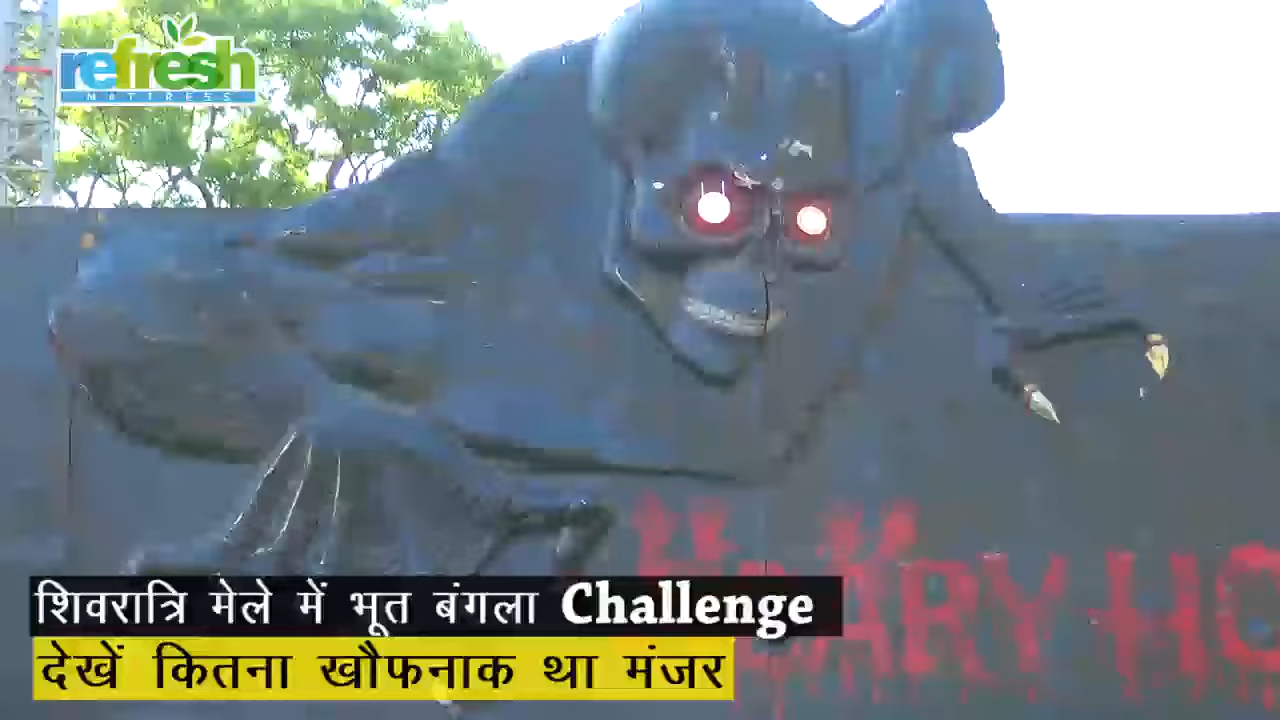 refresh
MATTRESS
शिवरात्रि मेले में भूत बंगला Challenge
देखें कितना खौफनाक था मंजर